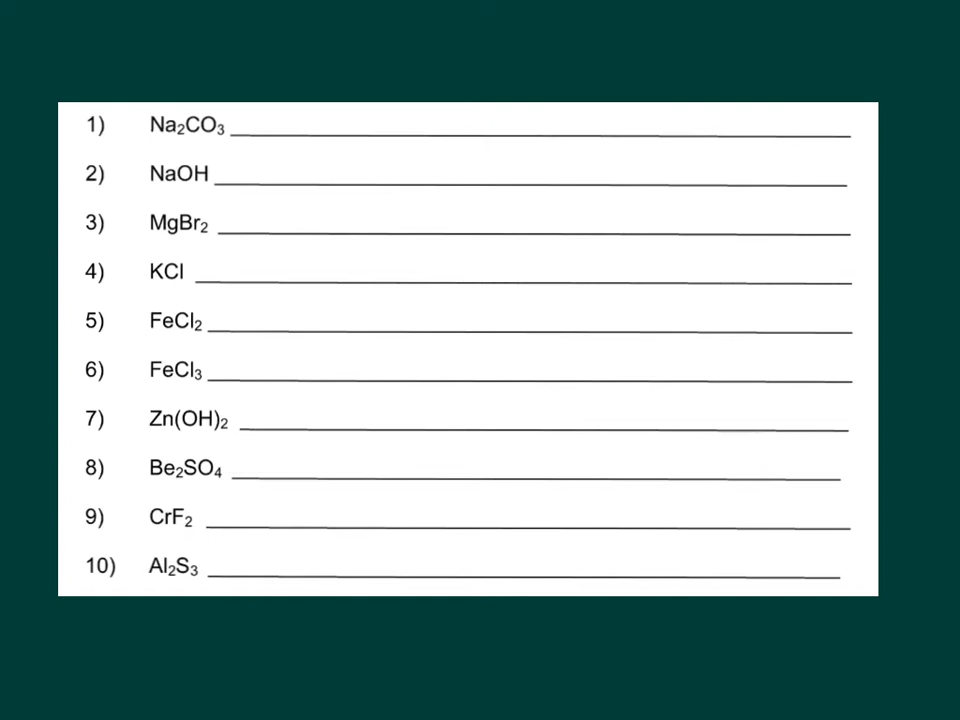 1) Na₂CO₃
2) NaOH
3) MgBr₂
4) KCl
5) FeCl₂
6) FeCl₃
7) Zn(OH)₂
8) Be₂SO₄
9) CrF₂
10) Al₂S₃